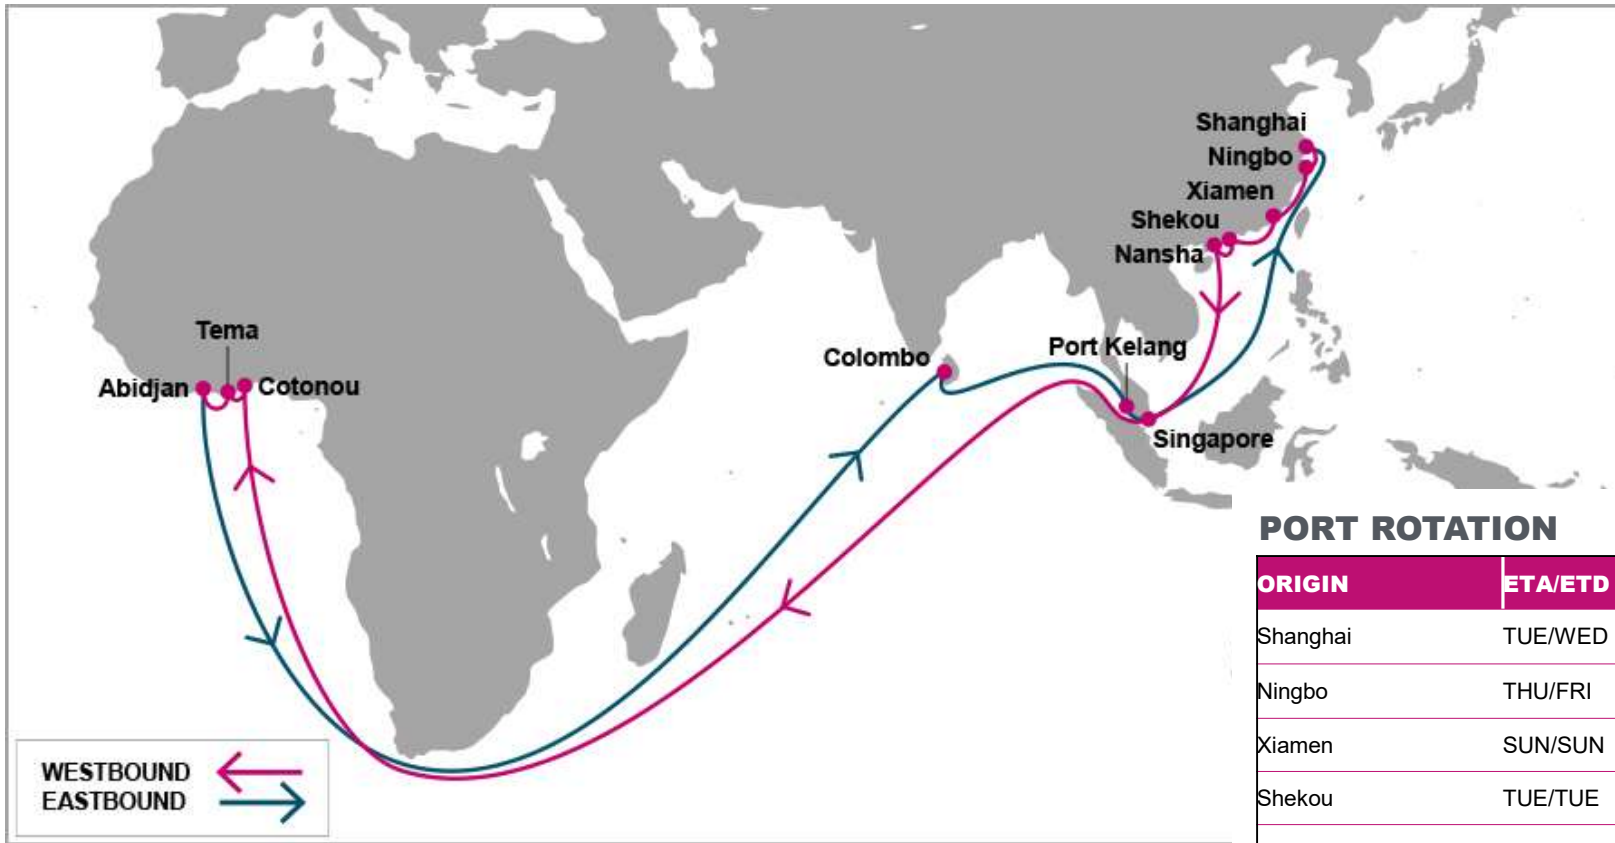 Shanghai
Ningbo
Xiamen
Shekou
Nansha
Tema
Abidjan
Cotonou
Colombo
Port Kelang
Singapore
WESTBOUND
EASTBOUND
PORT ROTATION
ORIGIN ETA/ETD
Shanghai TUE/WED
Ningbo THU/FRI
Xiamen SUN/SUN
Shekou TUE/TUE